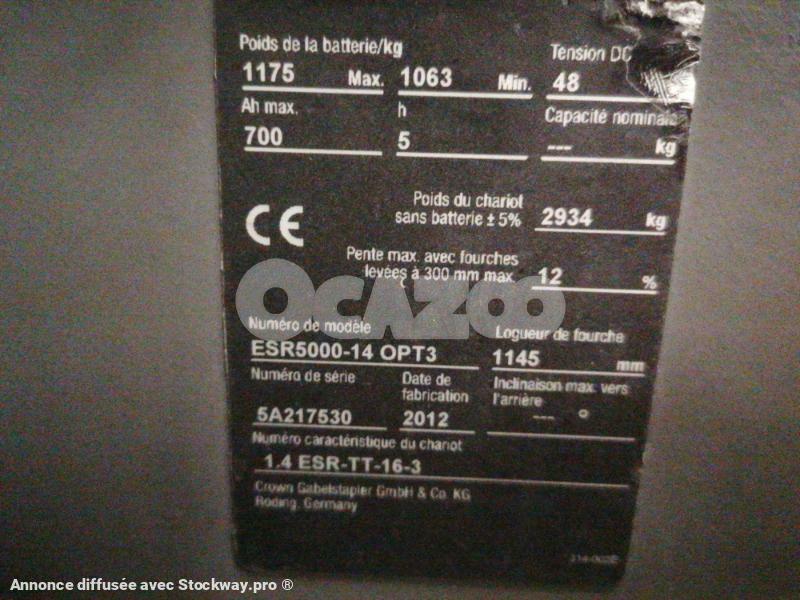 Poids de la batterie/kg
1175 Max. 1063 Min.
Tension DC
48
Ah max.
700
h
5
Capacité nominale
--- kg
CE
Poids du chariot
sans batterie ± 5% 2934 kg
Pente max. avec fourches
levées à 300 mm max. 12 %
OCAZOO
Numéro de modèle
ESR5000-14 OPT3
Logueur de fourche
1145 mm
Numéro de série
5A217530
Date de
fabrication
2012
Inclinaison max. vers
l'arrière
--- °
Numéro caractéristique du chariot
1.4 ESR-TT-16-3
Crown Gabelstapler GmbH & Co. KG
Roding, Germany
Annonce diffusée avec Stockway.pro ®